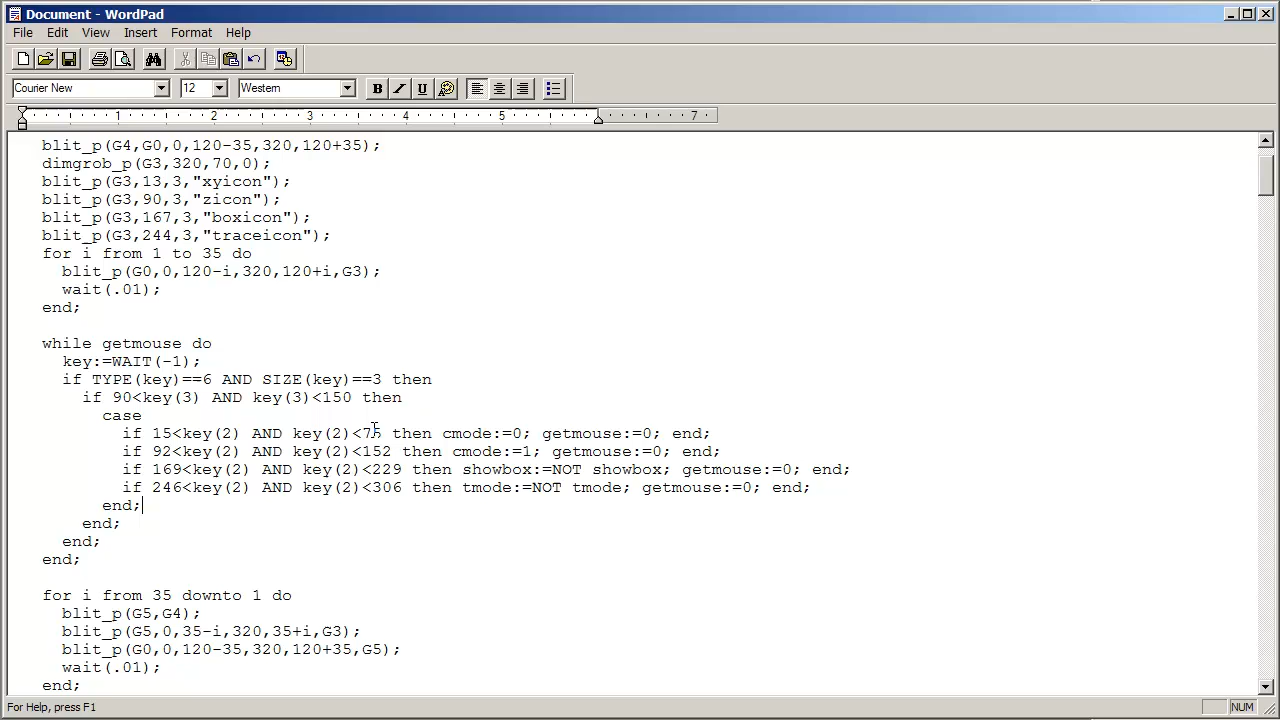 Document - WordPad
File Edit View Insert Format Help
Courier New 12 Western B U
1 2 3 4 5 7
blit_p(G4,G0,0,120-35,320,120+35);
dimgrob_p(G3,320,70,0);
blit_p(G3,13,3,"xyicon");
blit_p(G3,90,3,"zicon");
blit_p(G3,167,3,"boxicon");
blit_p(G3,244,3,"traceicon");
for i from 1 to 35 do
  blit_p(G0,0,120-i,320,120+i,G3);
  wait(.01);
end;
while getmouse do
  key:=WAIT(-1);
  if TYPE(key)==6 AND SIZE(key)==3 then
    if 90<key(3) AND key(3)<150 then
      case
        if 15<key(2) AND key(2)<75 then cmode:=0; getmouse:=0; end;
        if 92<key(2) AND key(2)<152 then cmode:=1; getmouse:=0; end;
        if 169<key(2) AND key(2)<229 then showbox:=NOT showbox; getmouse:=0; end;
        if 246<key(2) AND key(2)<306 then tmode:=NOT tmode; getmouse:=0; end;
      end;
    end;
  end;
end;
for i from 35 downto 1 do
  blit_p(G5,G4);
  blit_p(G5,0,35-i,320,35+i,G3);
  blit_p(G0,0,120-35,320,120+35,G5);
  wait(.01);
end;
For Help, press F1 NUM